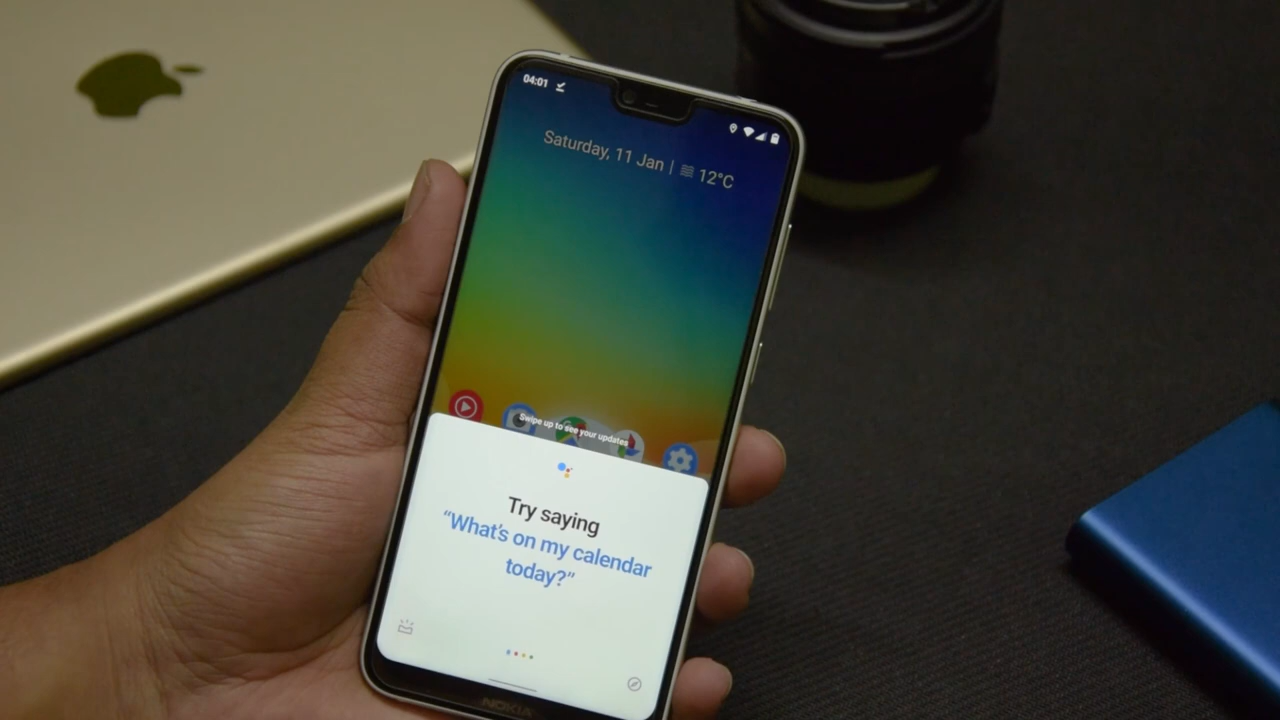 04:01
Saturday, 11 Jan | 12°C
Swipe up to see your updates
Try saying
“What's on my calendar
today?”
NOKIA